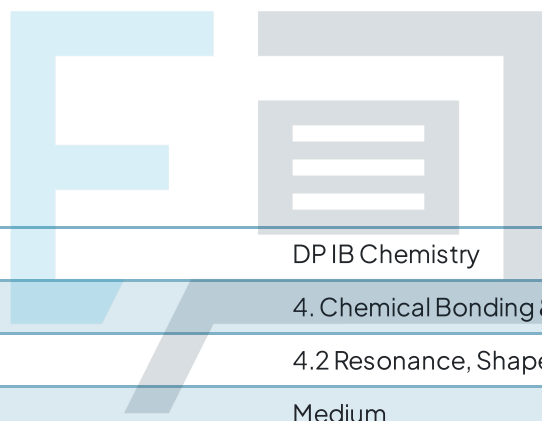 DP IB Chemistry
4. Chemical Bonding
4.2 Resonance, Shape
Medium